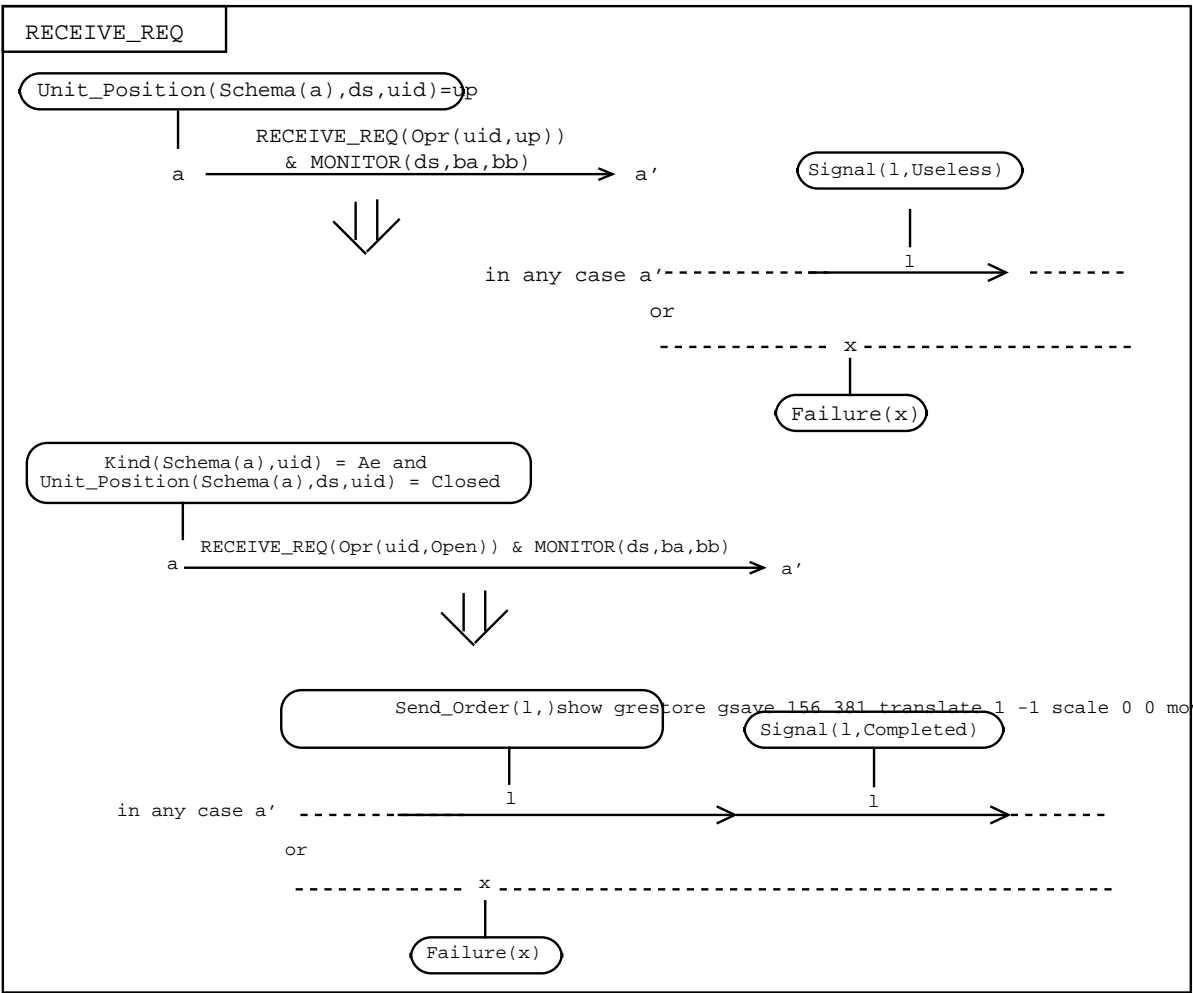 RECEIVE_REQ
Unit_Position(Schema(a),ds,uid)=up
RECEIVE_REQ(Opr(uid,up))
& MONITOR(ds,ba,bb)
a
a′
Signal(l,Useless)
l
in any case a′
or
x
Failure(x)
Kind(Schema(a),uid) = Ae and
Unit_Position(Schema(a),ds,uid) = Closed
RECEIVE_REQ(Opr(uid,Open)) & MONITOR(ds,ba,bb)
a
a′
Send_Order(l,)show grestore gsave 156 381 translate 1 -1 scale 0 0 mo
Signal(l,Completed)
l
l
in any case a′
or
x
Failure(x)